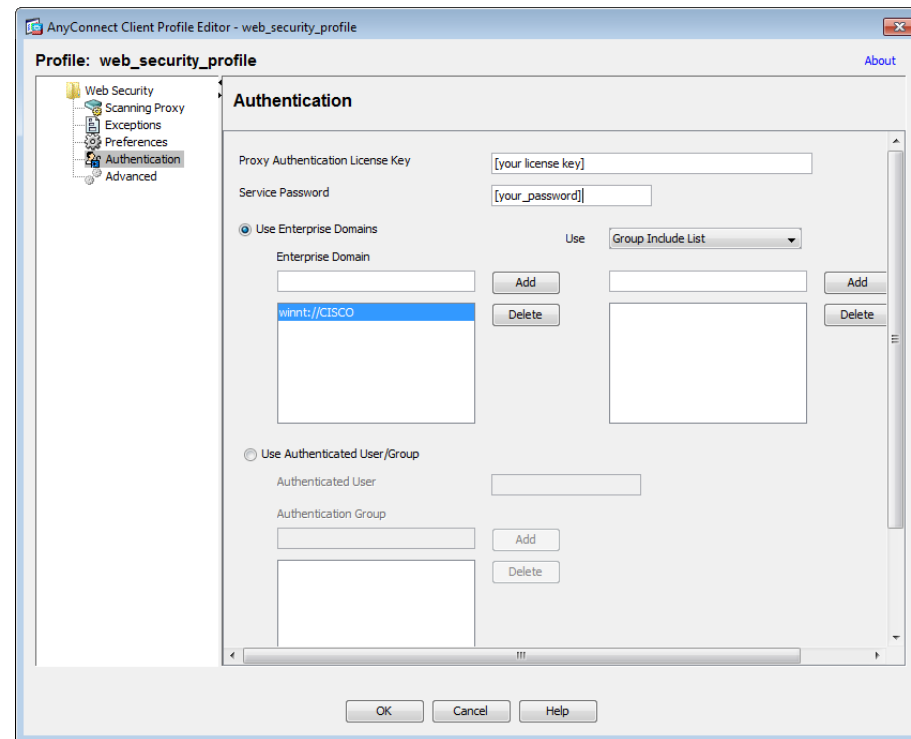 AnyConnect Client Profile Editor - web_security_profile
Profile: web_security_profile
About
Web Security
Scanning Proxy
Exceptions
Preferences
Authentication
Advanced
Authentication
Proxy Authentication License Key
[your license key]
Service Password
[your_password]
Use Enterprise Domains
Use
Group Include List
Enterprise Domain
Add
Add
winnt://CISCO
Delete
Delete
Use Authenticated User/Group
Authenticated User
Authentication Group
Add
Delete
OK
Cancel
Help